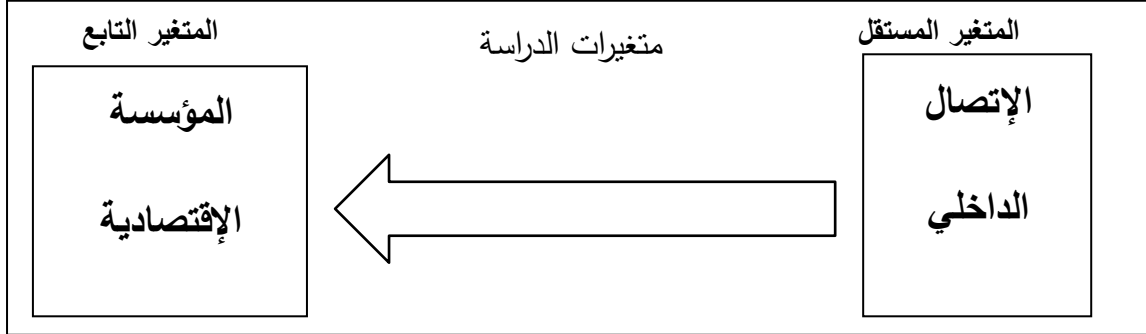 المتغير المستقل
متغيرات الدراسة
المتغير التابع
الإتصال
الداخلي
المؤسسة
الإقتصادية